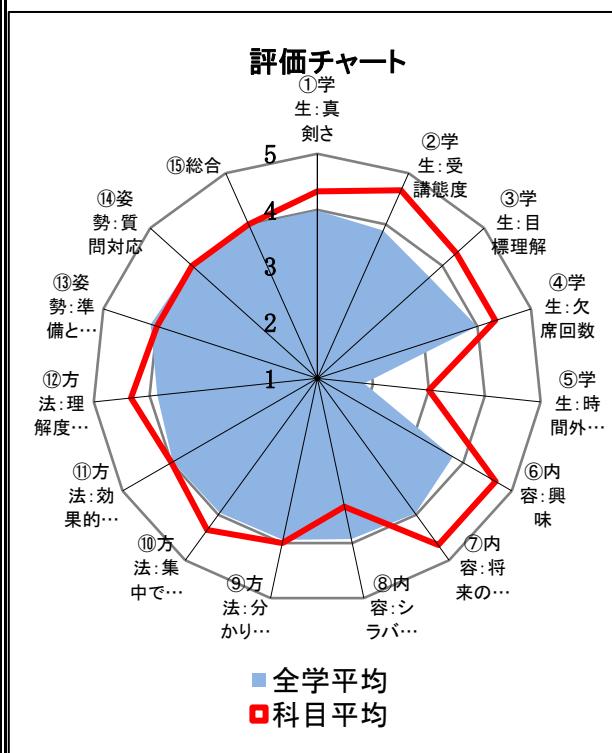 評価チャート
①学
生:真
剣さ
②学
生:受
講態度
③学
生:目
標理解
④学
生:欠
席回数
⑤学
生:時
間外…
⑥内
容:興
味
⑦内
容:将
来の…
⑧内
容:シ
ラバ…
⑨方
法:分
かり…
⑩方
法:集
中で…
⑪方
法:効
果的…
⑫方
法:理
解度…
⑬姿
勢:準
備と…
⑭姿
勢:質
問対応
⑮総合
5
4
3
2
1
全学平均
科目平均